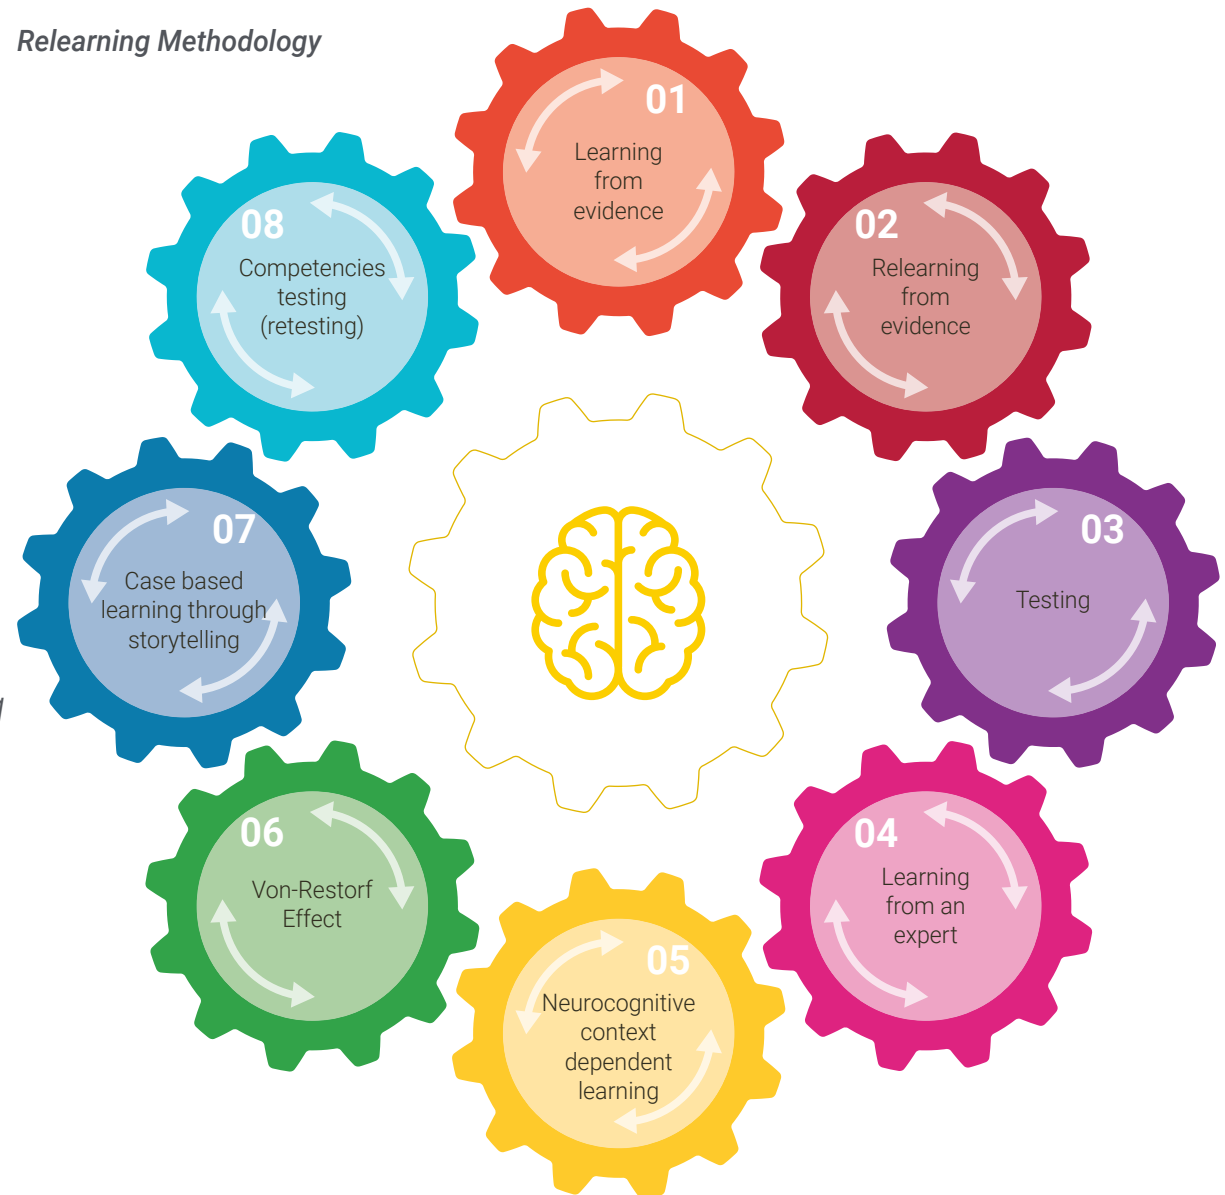 Relearning Methodology
01
Learning
from
evidence
02
Relearning
from
evidence
03
Testing
04
Learning
from an
expert
05
Neurocognitive
context
dependent
learning
06
Von-Restorf
Effect
07
Case based
learning through
storytelling
08
Competencies
testing
(retesting)